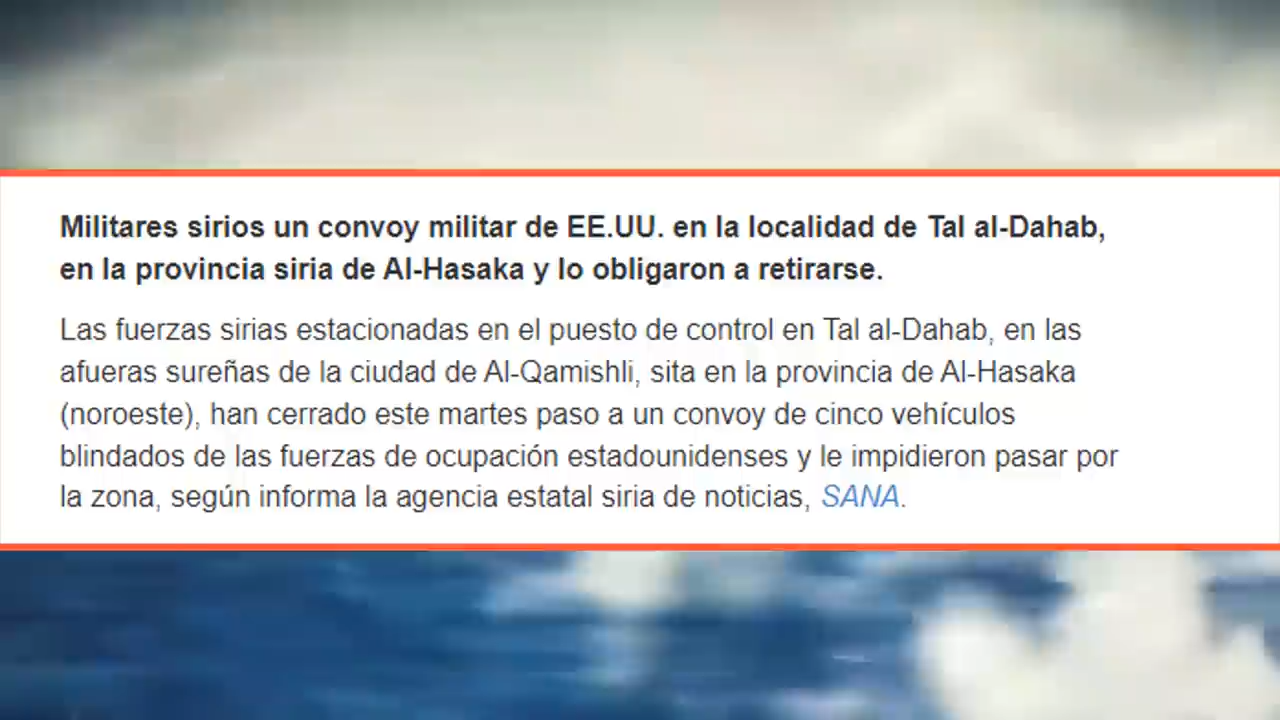 Militares sirios un convoy militar de EE.UU. en la localidad de Tal al-Dahab,
en la provincia siria de Al-Hasaka y lo obligaron a retirarse.
Las fuerzas sirias estacionadas en el puesto de control en Tal al-Dahab, en las
afueras sureñas de la ciudad de Al-Qamishli, sita en la provincia de Al-Hasaka
(noroeste), han cerrado este martes paso a un convoy de cinco vehículos
blindados de las fuerzas de ocupación estadounidenses y le impidieron pasar por
la zona, según informa la agencia estatal siria de noticias, SANA.